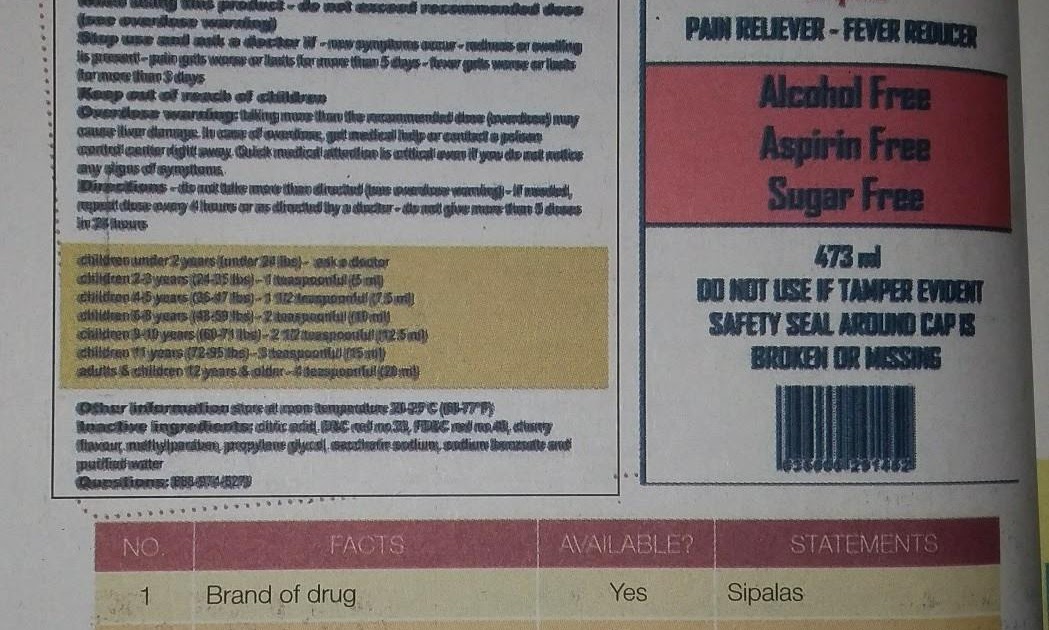 When using this product - do not exceed recommended dose
(see overdose warning)
Stop use and ask a doctor if - new symptoms occur - redness or swelling
is present - pain gets worse or lasts for more than 5 days - fever gets worse or lasts
for more than 3 days
Keep out of reach of children
Overdose warning: taking more than the recommended dose (overdose) may
cause liver damage. In case of overdose, get medical help or contact a poison
control center right away. Quick medical attention is critical even if you do not notice
any signs of symptoms.
Directions - do not take more than directed (see overdose warning) - if needed,
repeat dose every 4 hours or as directed by a doctor - do not give more than 5 doses
in 24 hours
children under 2 years (under 24 lbs) - ask a doctor
children 2-3 years (24-35 lbs) - 1 teaspoonful (5 ml)
children 4-5 years (36-47 lbs) - 1 1/2 teaspoonful (7.5 ml)
children 6-8 years (48-59 lbs) - 2 teaspoonful (10 ml)
children 9-10 years (60-71 lbs) - 2 1/2 teaspoonful (12.5 ml)
children 11 years (72-95 lbs) - 3 teaspoonful (15 ml)
adults & children 12 years & older - 4 teaspoonful (20 ml)
Other information store at room temperature 20-25°C (68-77°F)
Inactive ingredients: citric acid, D&C red no.33, FD&C red no.40, cherry
flavour, methylparaben, propylene glycol, saccharin sodium, sodium benzoate and
purified water
Questions:
PAIN RELIEVER - FEVER REDUCER
Alcohol Free
Aspirin Free
Sugar Free
473 ml
DO NOT USE IF TAMPER EVIDENT
SAFETY SEAL AROUND CAP IS
BROKEN OR MISSING
NO. FACTS AVAILABLE? STATEMENTS
1 Brand of drug Yes Sipalas